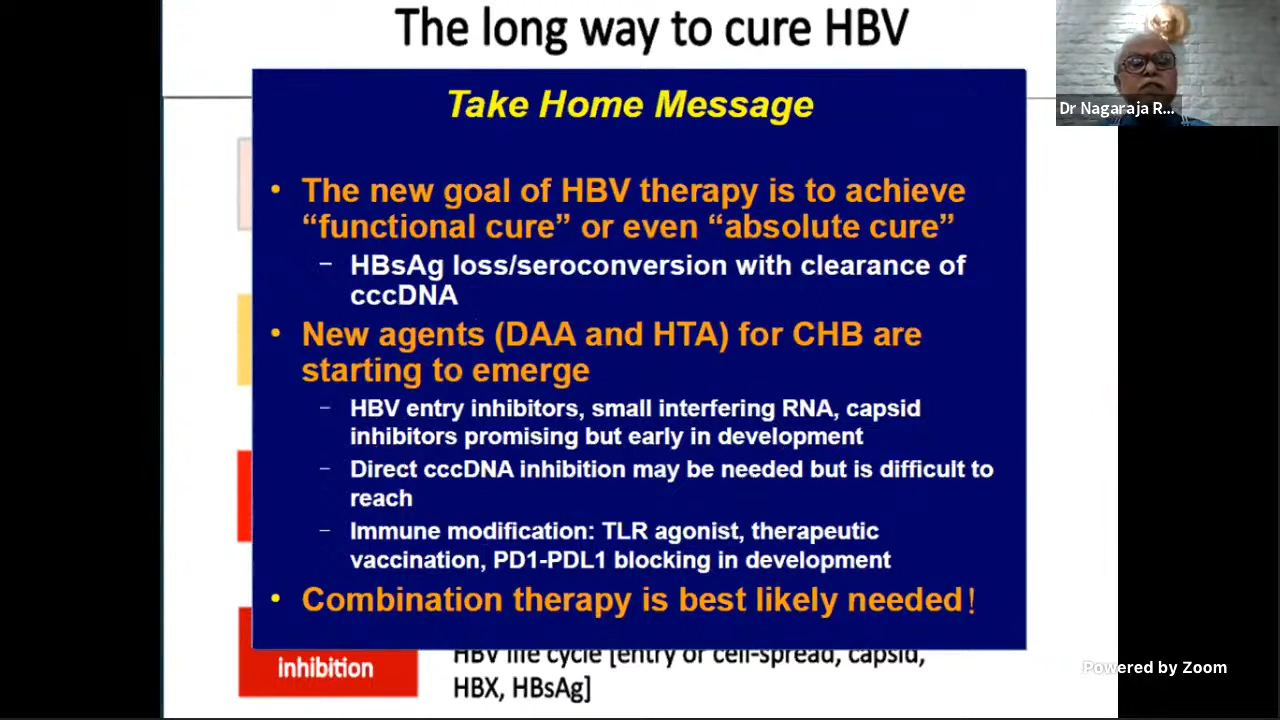 The long way to cure HBV
Dr Nagaraja R...
Take Home Message
• The new goal of HBV therapy is to achieve
“functional cure” or even “absolute cure”
– HBsAg loss/seroconversion with clearance of
cccDNA
• New agents (DAA and HTA) for CHB are
starting to emerge
– HBV entry inhibitors, small interfering RNA, capsid
inhibitors promising but early in development
– Direct cccDNA inhibition may be needed but is difficult to
reach
– Immune modification: TLR agonist, therapeutic
vaccination, PD1-PDL1 blocking in development
• Combination therapy is best likely needed!
inhibition
HBV life cycle [entry or cell-spread, capsid,
HBX, HBsAg]
Powered by Zoom